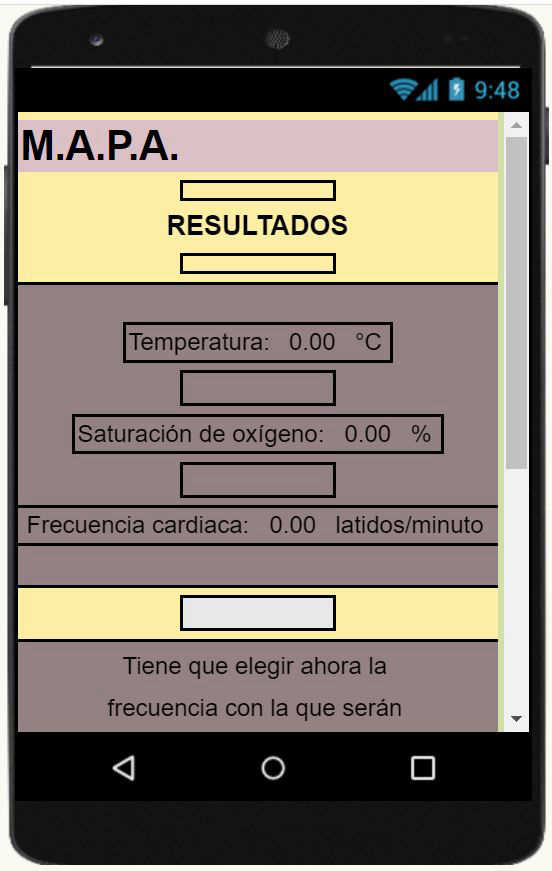 9:48
M.A.P.A.
RESULTADOS
Temperatura: 0.00 °C
Saturación de oxígeno: 0.00 %
Frecuencia cardiaca: 0.00 latidos/minuto
Tiene que elegir ahora la
frecuencia con la que serán